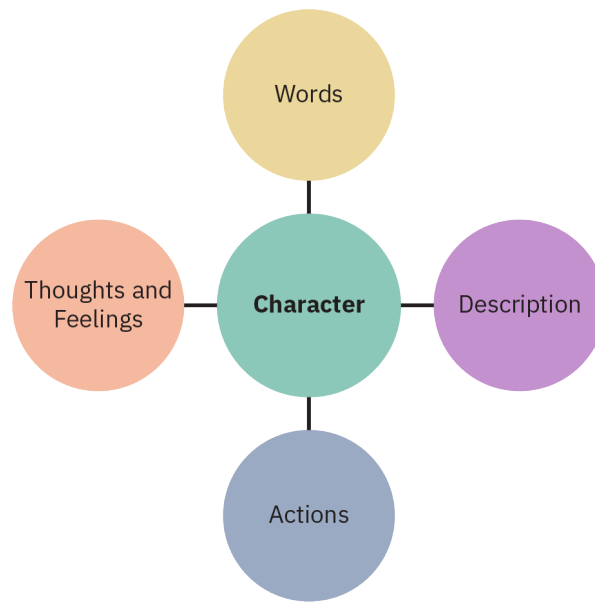 Words
Thoughts and
Feelings
Character
Description
Actions